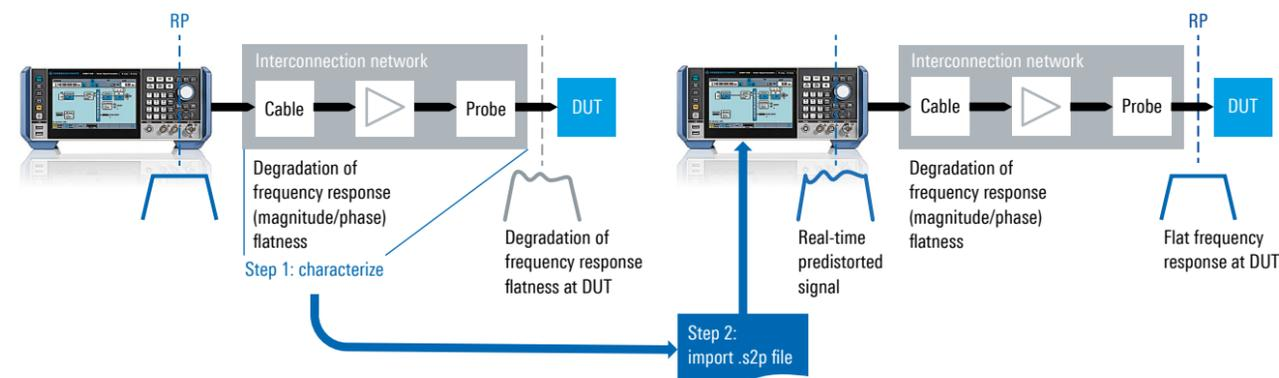 RP
Interconnection network
Cable
Probe
DUT
Degradation of
frequency response
(magnitude/phase)
flatness
Step 1: characterize
Degradation of
frequency response
flatness at DUT
Step 2:
import .s2p file
Real-time
predistorted
signal
RP
Interconnection network
Cable
Probe
DUT
Degradation of
frequency response
(magnitude/phase)
flatness
Flat frequency
response at DUT